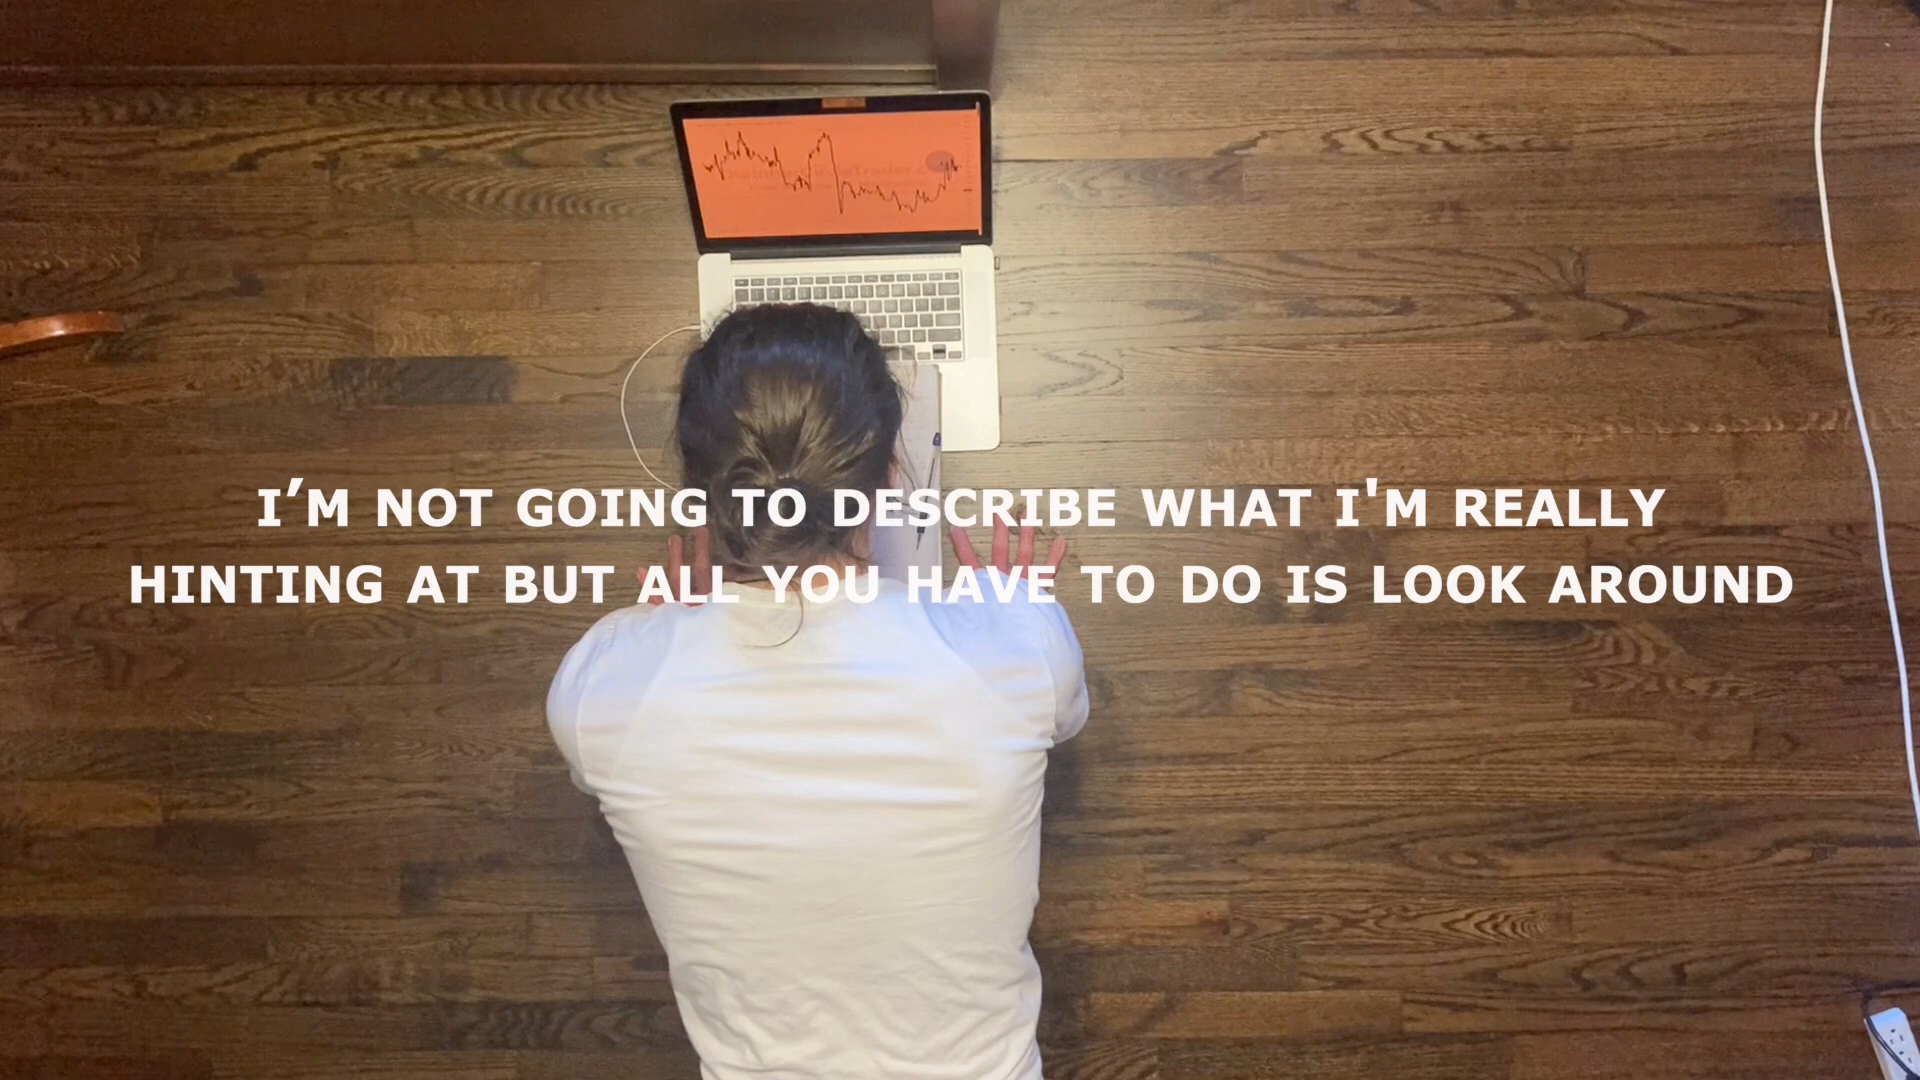 I’M NOT GOING TO DESCRIBE WHAT I'M REALLY
HINTING AT BUT ALL YOU HAVE TO DO IS LOOK AROUND